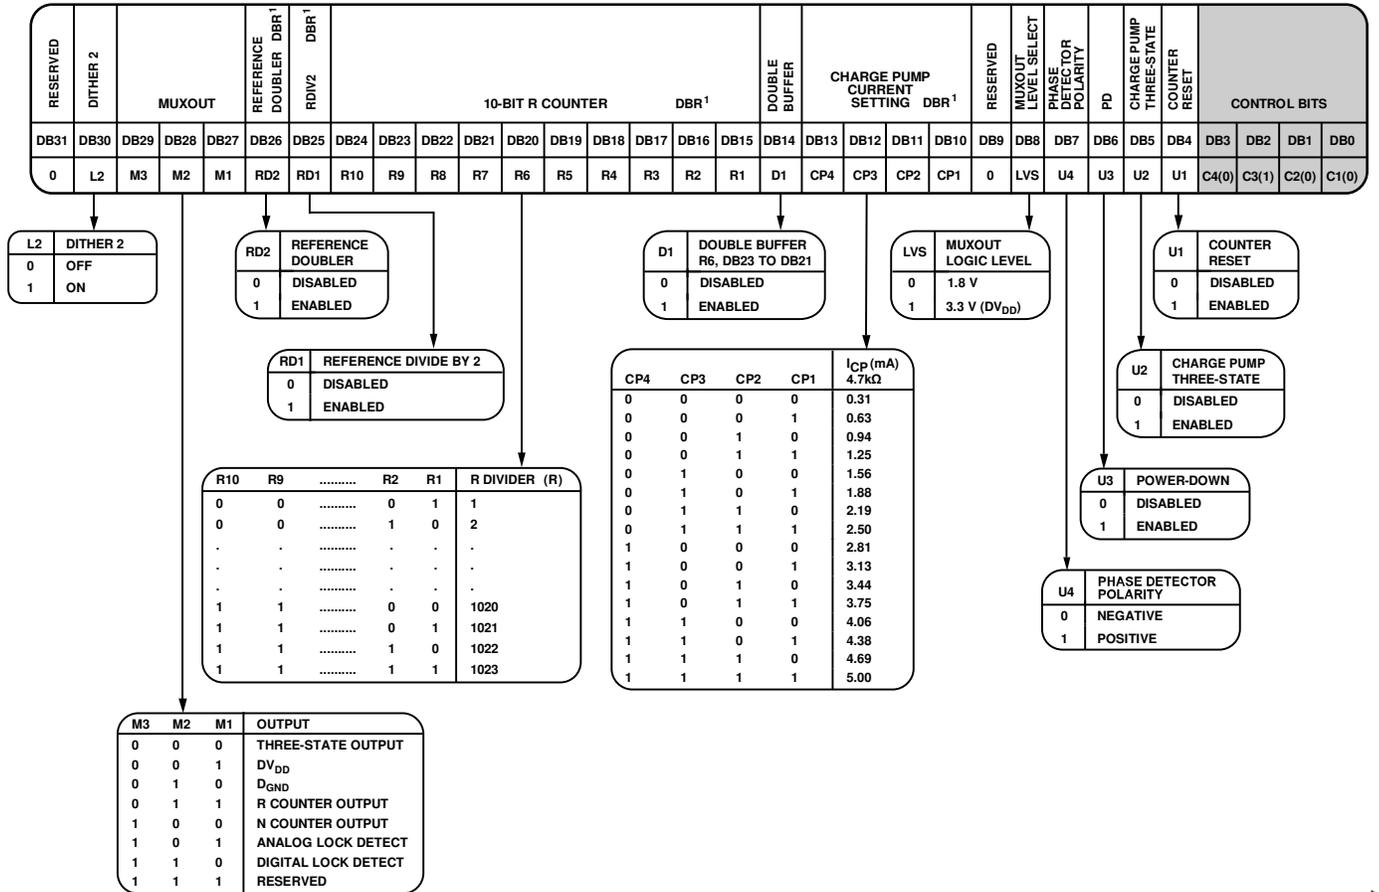 RESERVED
DITHER 2
MUXOUT
REFERENCE
DOUBLER DBR1
RDIV2 DBR1
10-BIT R COUNTER DBR1
DOUBLE
BUFFER
CHARGE PUMP
CURRENT
SETTING DBR1
RESERVED
MUXOUT
LEVEL SELECT
PHASE
DETECTOR
POLARITY
PD
CHARGE PUMP
THREE-STATE
COUNTER
RESET
CONTROL BITS
DB31 DB30 DB29 DB28 DB27 DB26 DB25 DB24 DB23 DB22 DB21 DB20 DB19 DB18 DB17 DB16 DB15 DB14 DB13 DB12 DB11 DB10 DB9 DB8 DB7 DB6 DB5 DB4 DB3 DB2 DB1 DB0
0 L2 M3 M2 M1 RD2 RD1 R10 R9 R8 R7 R6 R5 R4 R3 R2 R1 D1 CP4 CP3 CP2 CP1 0 LVS U4 U3 U2 U1 C4(0) C3(1) C2(0) C1(0)
L2 DITHER 2
0 OFF
1 ON
RD2 REFERENCE
DOUBLER
0 DISABLED
1 ENABLED
D1 DOUBLE BUFFER
R6, DB23 TO DB21
0 DISABLED
1 ENABLED
LVS MUXOUT
LOGIC LEVEL
0 1.8 V
1 3.3 V (DVDD)
U1 COUNTER
RESET
0 DISABLED
1 ENABLED
RD1 REFERENCE DIVIDE BY 2
0 DISABLED
1 ENABLED
CP4 CP3 CP2 CP1 ICP (mA)
4.7kΩ
0 0 0 0 0.31
0 0 0 1 0.63
0 0 1 0 0.94
0 0 1 1 1.25
0 1 0 0 1.56
0 1 0 1 1.88
0 1 1 0 2.19
0 1 1 1 2.50
1 0 0 0 2.81
1 0 0 1 3.13
1 0 1 0 3.44
1 0 1 1 3.75
1 1 0 0 4.06
1 1 0 1 4.38
1 1 1 0 4.69
1 1 1 1 5.00
U2 CHARGE PUMP
THREE-STATE
0 DISABLED
1 ENABLED
R10 R9 .......... R2 R1 R DIVIDER (R)
0 0 .......... 0 1 1
0 0 .......... 1 0 2
. . .......... . . .
. . .......... . . .
. . .......... . . .
1 1 .......... 0 0 1020
1 1 .......... 0 1 1021
1 1 .......... 1 0 1022
1 1 .......... 1 1 1023
U3 POWER-DOWN
0 DISABLED
1 ENABLED
U4 PHASE DETECTOR
POLARITY
0 NEGATIVE
1 POSITIVE
M3 M2 M1 OUTPUT
0 0 0 THREE-STATE OUTPUT
0 0 1 DVDD
0 1 0 DGND
0 1 1 R COUNTER OUTPUT
1 0 0 N COUNTER OUTPUT
1 0 1 ANALOG LOCK DETECT
1 1 0 DIGITAL LOCK DETECT
1 1 1 RESERVED